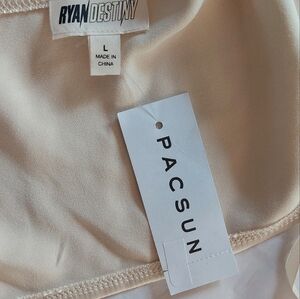 RYAN DESTINY
L
MADE IN
CHINA
PACSUN